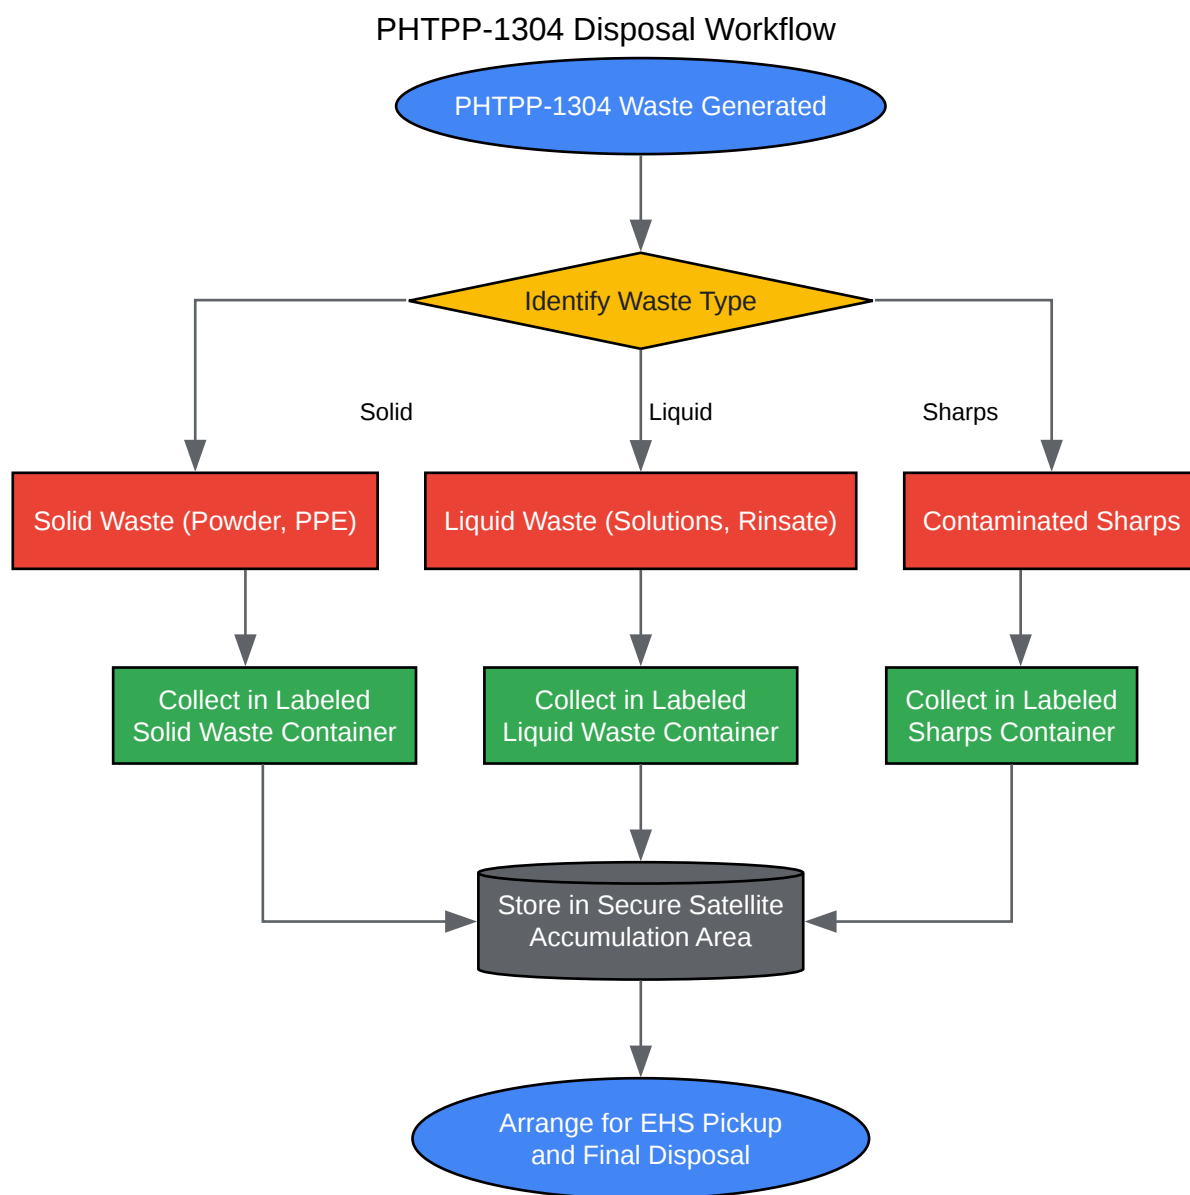 PHTPP-1304 Disposal Workflow
PHTPP-1304 Waste Generated
Identify Waste Type
Solid
Liquid
Sharps
Solid Waste (Powder, PPE)
Liquid Waste (Solutions, Rinsate)
Contaminated Sharps
Collect in Labeled
Solid Waste Container
Collect in Labeled
Liquid Waste Container
Collect in Labeled
Sharps Container
Store in Secure Satellite
Accumulation Area
Arrange for EHS Pickup
and Final Disposal